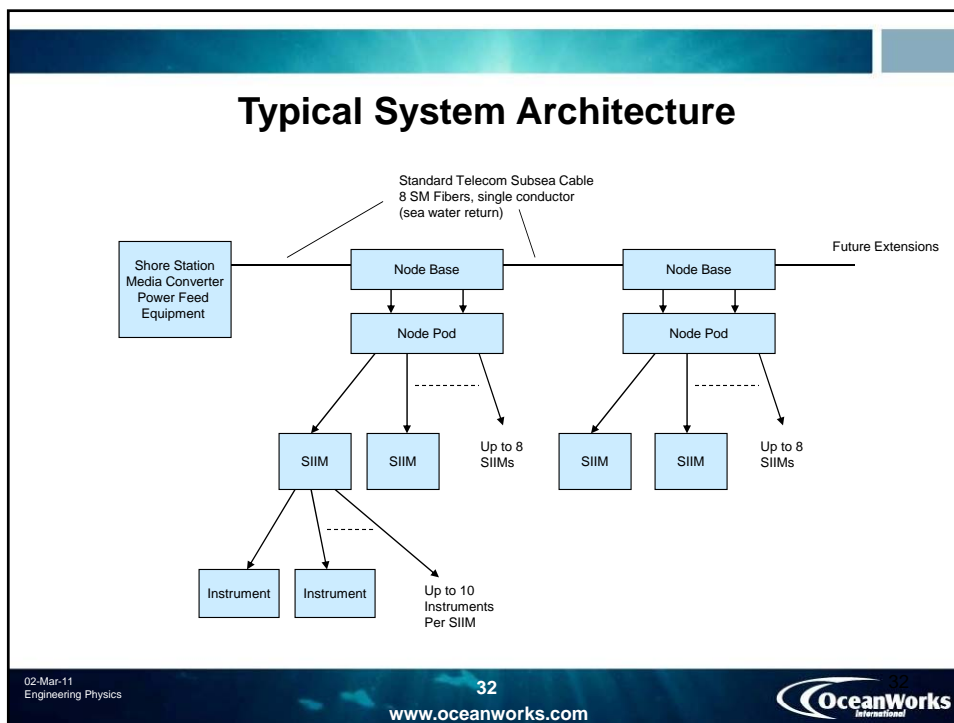 Typical System Architecture
Standard Telecom Subsea Cable
8 SM Fibers, single conductor
(sea water return)
Shore Station
Media Converter
Power Feed
Equipment
Node Base
Node Base
Future Extensions
Node Pod
Node Pod
SIIM
SIIM
Up to 8
SIIMs
SIIM
SIIM
Up to 8
SIIMs
Instrument
Instrument
Up to 10
Instruments
Per SIIM
02-Mar-11
Engineering Physics
32
www.oceanworks.com
32
OceanWorks
International